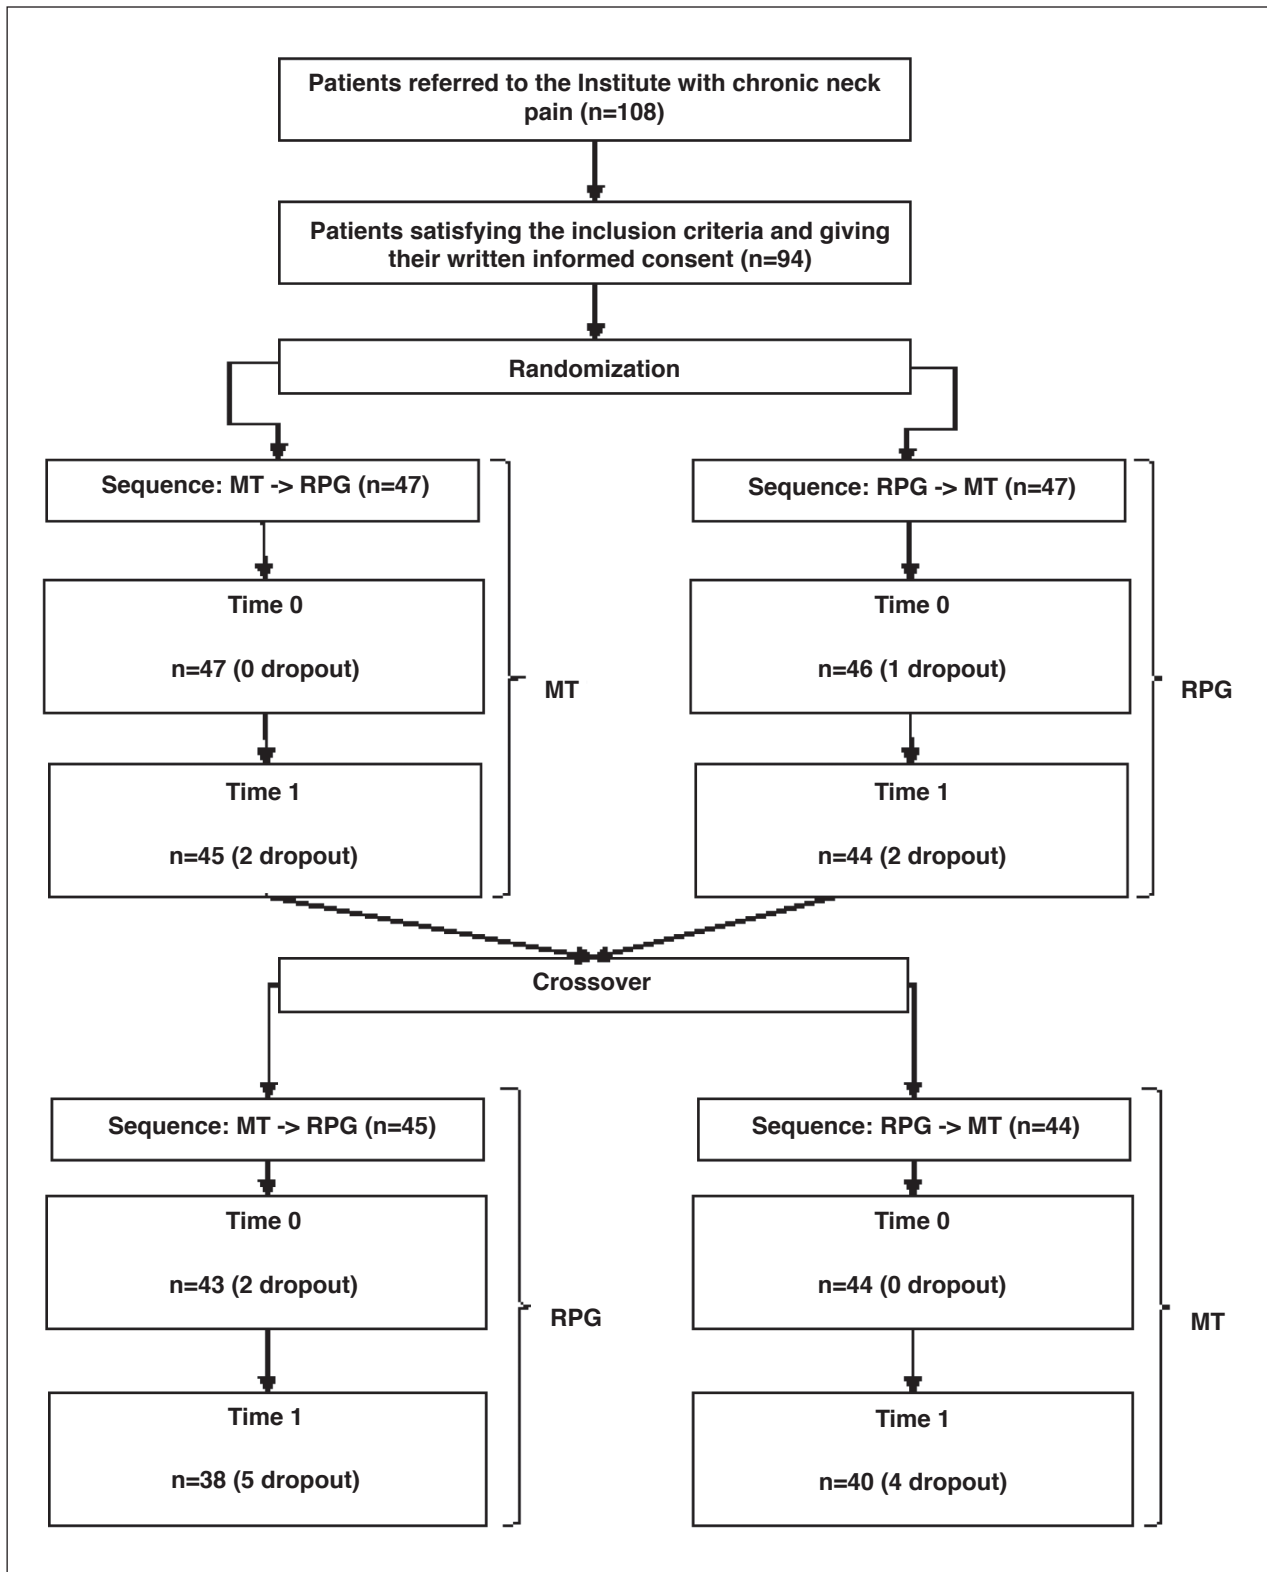 Patients referred to the Institute with chronic neck
pain (n=108)
Patients satisfying the inclusion criteria and giving
their written informed consent (n=94)
Randomization
Sequence: MT -> RPG (n=47)
Sequence: RPG -> MT (n=47)
Time 0
n=47 (0 dropout)
Time 0
n=46 (1 dropout)
MT
RPG
Time 1
n=45 (2 dropout)
Time 1
n=44 (2 dropout)
Crossover
Sequence: MT -> RPG (n=45)
Sequence: RPG -> MT (n=44)
Time 0
n=43 (2 dropout)
Time 0
n=44 (0 dropout)
RPG
MT
Time 1
n=38 (5 dropout)
Time 1
n=40 (4 dropout)